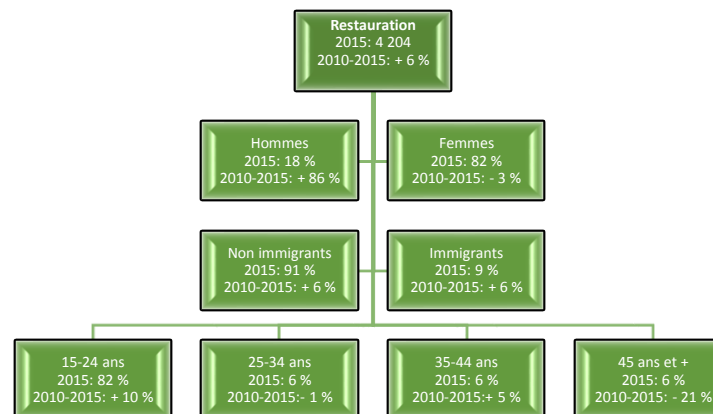 Restauration
2015: 4 204
2010-2015: + 6 %
Hommes
2015: 18 %
2010-2015: + 86 %
Femmes
2015: 82 %
2010-2015: - 3 %
Non immigrants
2015: 91 %
2010-2015: + 6 %
Immigrants
2015: 9 %
2010-2015: + 6 %
15-24 ans
2015: 82 %
2010-2015: + 10 %
25-34 ans
2015: 6 %
2010-2015:- 1 %
35-44 ans
2015: 6 %
2010-2015:+ 5 %
45 ans et +
2015: 6 %
2010-2015: - 21 %